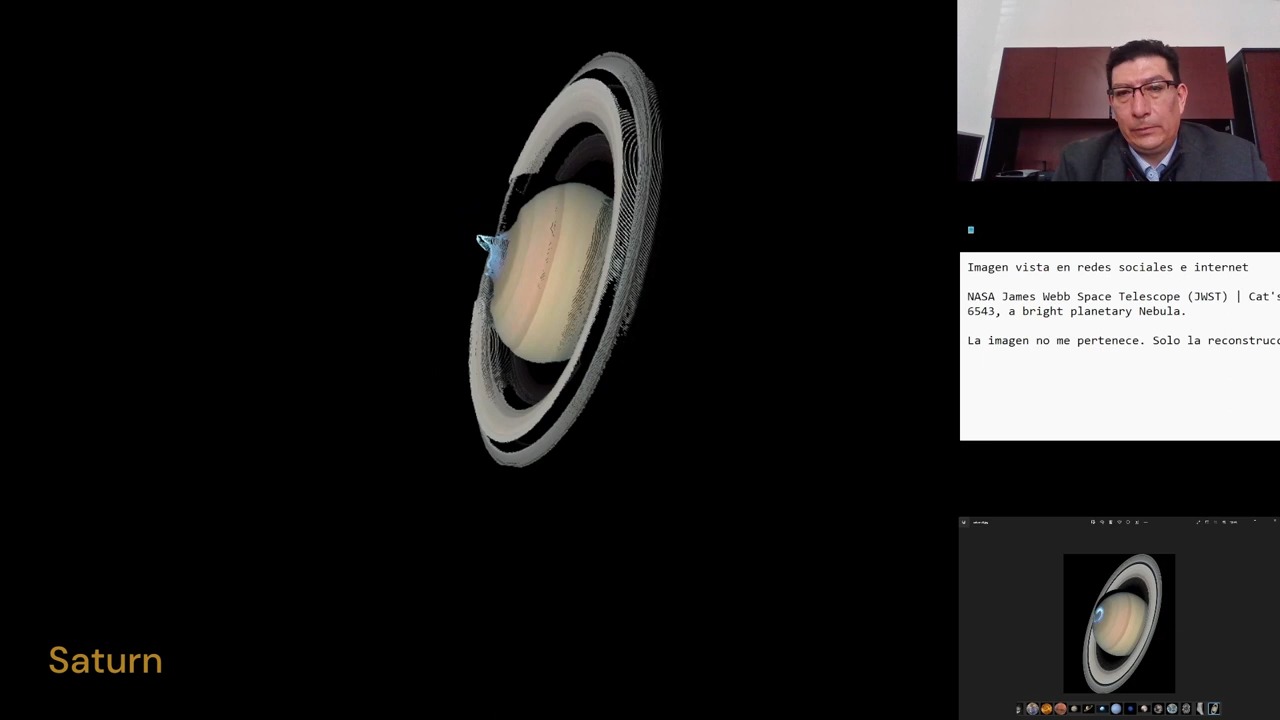 Imagen vista en redes sociales e internet
NASA James Webb Space Telescope (JWST) | Cat's
6543, a bright planetary Nebula.
La imagen no me pertenece. Solo la
Saturn